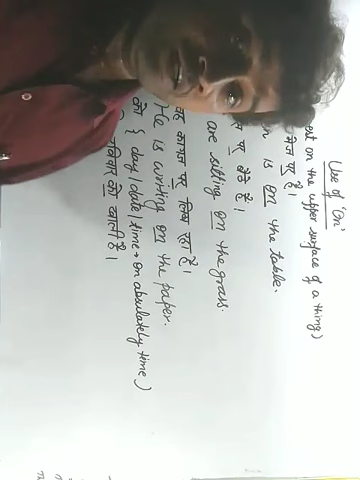 Use of 'On'
on the upper surface of a thing)
मेज पर है।
is on the table.
पर बैठे हैं।
are sitting on the grass.
वह कागज पर लिख रहा है।
He is writing on the paper.
को { day / date / time → on absulately time )
रविवार को खाली है।